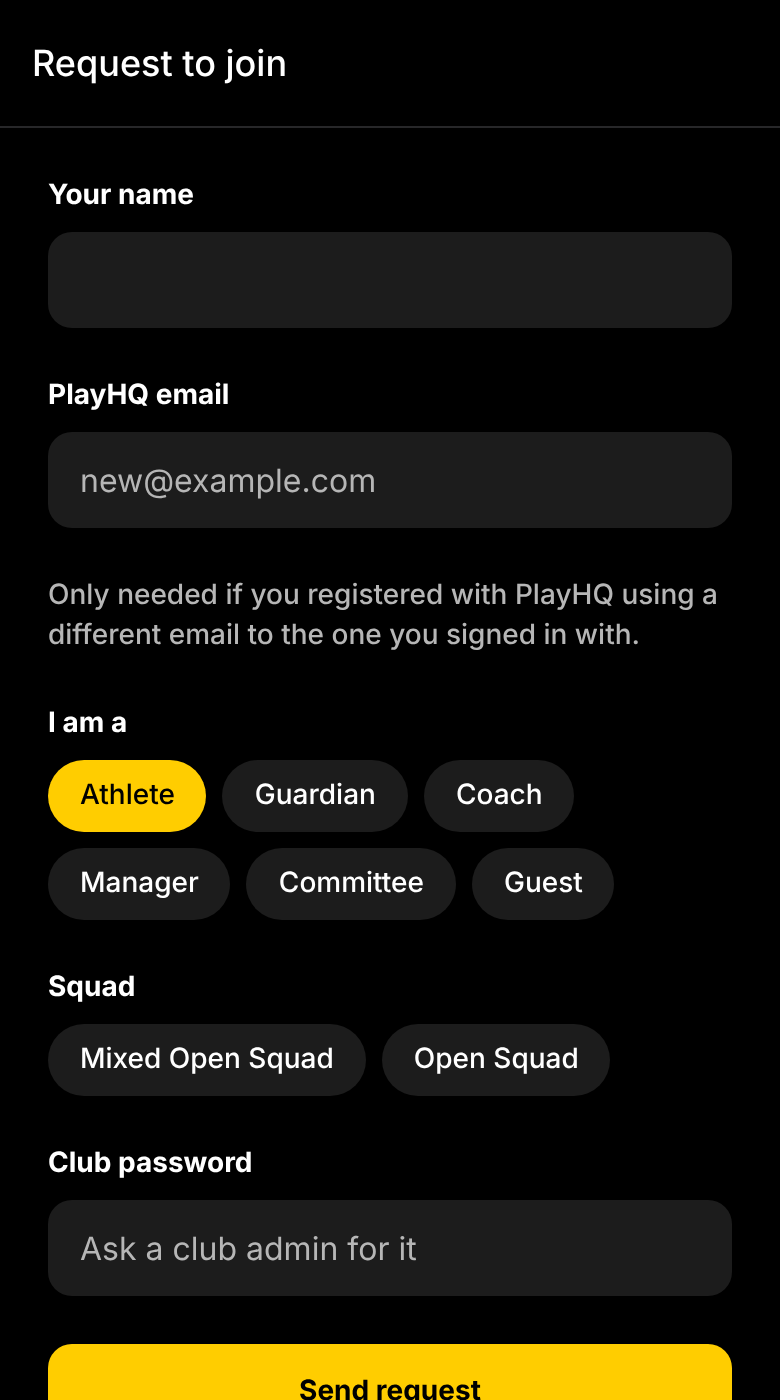 Request to join
Your name
PlayHQ email
new@example.com
Only needed if you registered with PlayHQ using a
different email to the one you signed in with.
I am a
Athlete Guardian Coach
Manager Committee Guest
Squad
Mixed Open Squad Open Squad
Club password
Ask a club admin for it
Send request